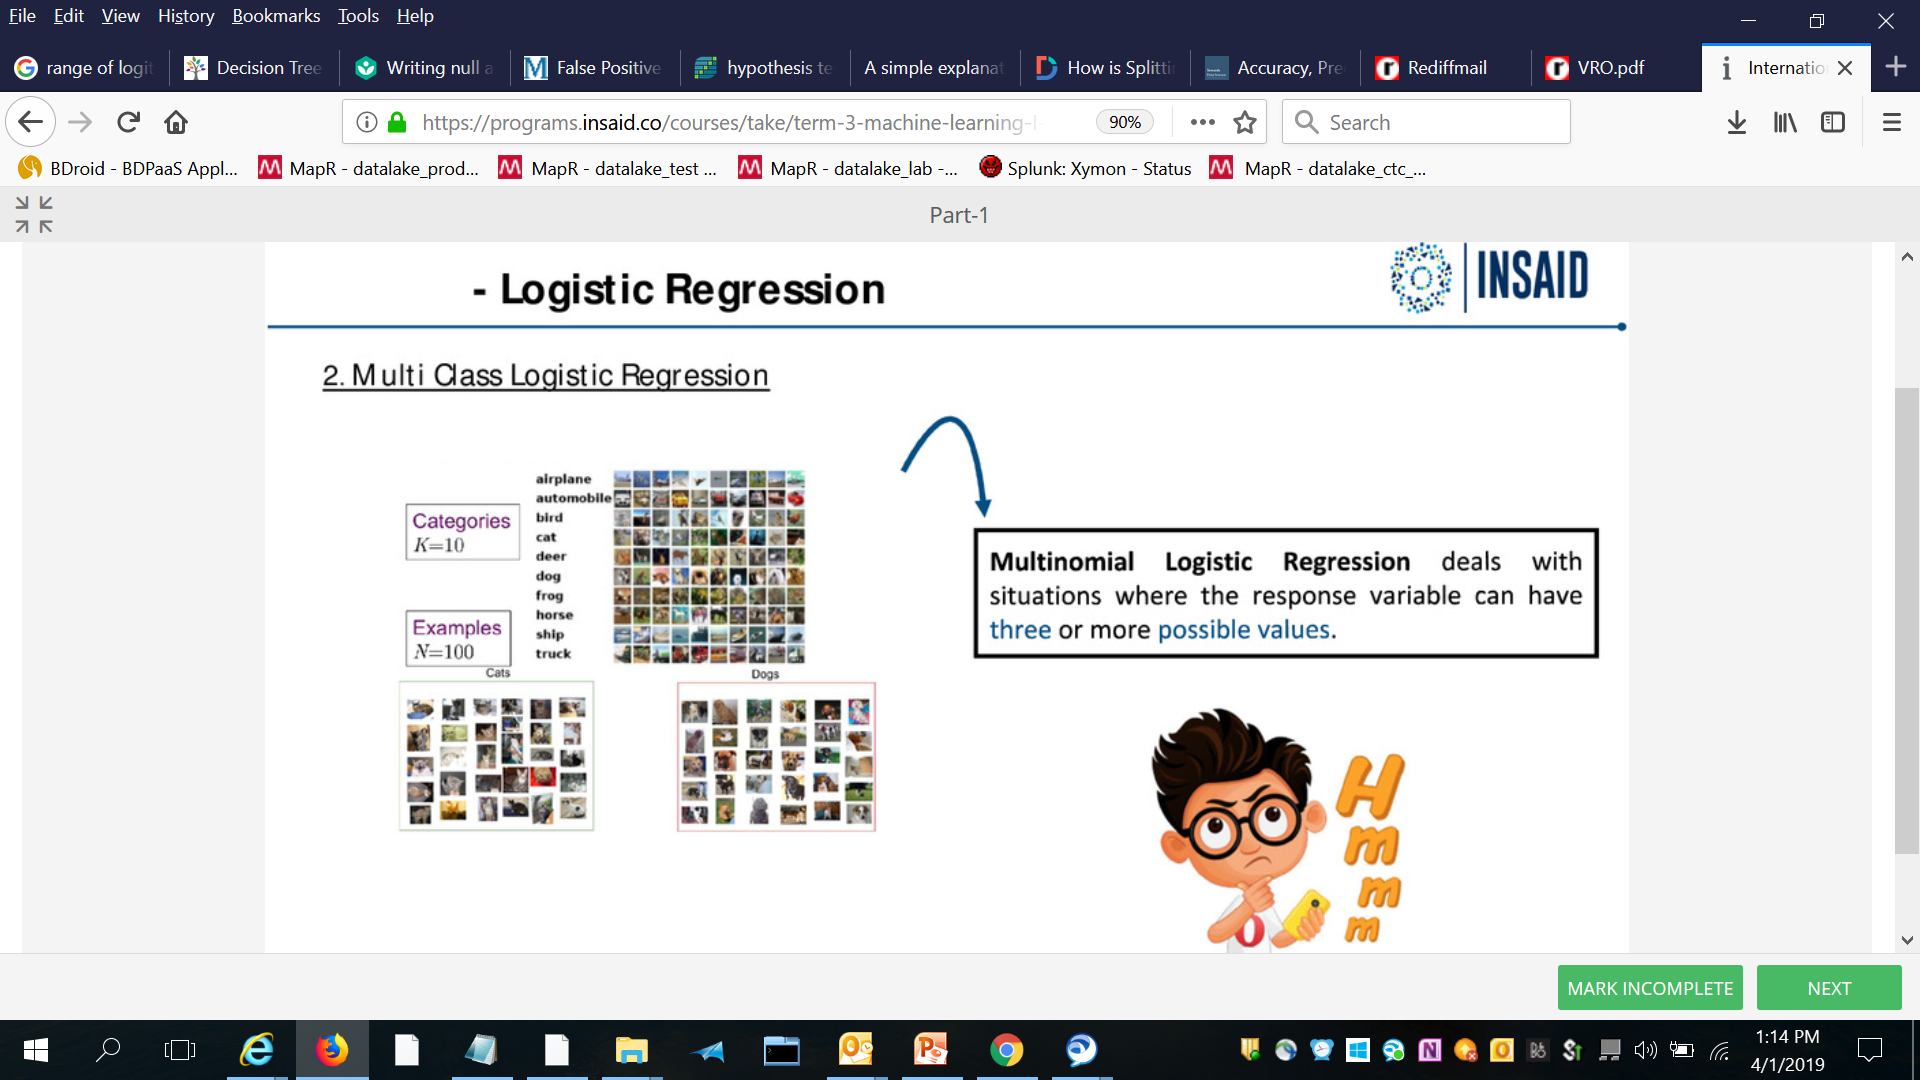 File Edit View History Bookmarks Tools Help
range of logit
Decision Tree
Writing null a
False Positive
hypothesis te
A simple explanat
How is Splitti
Accuracy, Pre
Rediffmail
VRO.pdf
Internatio
https://programs.insaid.co/courses/take/term-3-machine-learning-l
90%
Search
BDroid - BDPaaS Appl...
MapR - datalake_prod...
MapR - datalake_test ...
MapR - datalake_lab -...
Splunk: Xymon - Status
MapR - datalake_ctc_...
Part-1
- Logistic Regression
INSAID
2. Multi Class Logistic Regression
airplane
automobile
bird
cat
deer
dog
frog
horse
ship
truck
Categories
K=10
Examples
N=100
Cats
Dogs
Multinomial Logistic Regression deals with
situations where the response variable can have
three or more possible values.
Hmmm
MARK INCOMPLETE
NEXT
1:14 PM
4/1/2019